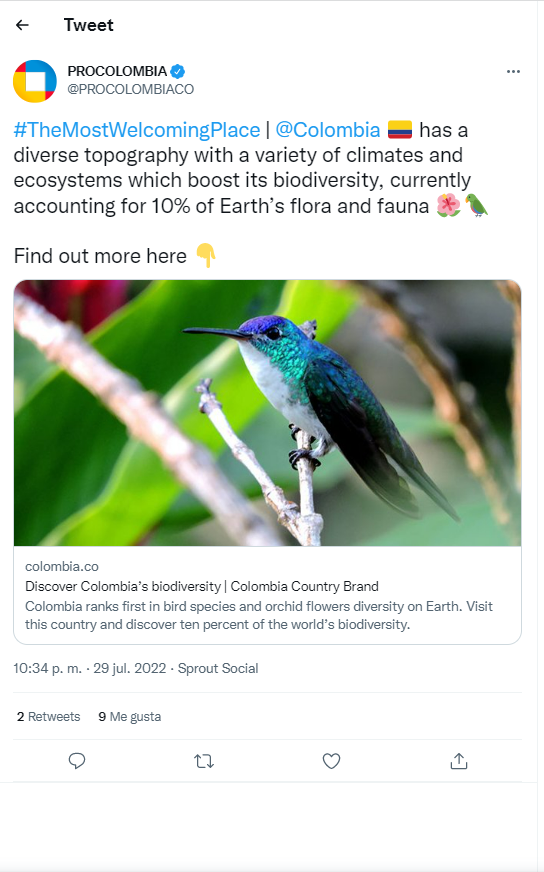 Tweet
PROCOLOMBIA
@PROCOLOMBIACO
#TheMostWelcomingPlace | @Colombia 🇨🇴 has a
diverse topography with a variety of climates and
ecosystems which boost its biodiversity, currently
accounting for 10% of Earth’s flora and fauna 🌺🦜
Find out more here 👇
colombia.co
Discover Colombia’s biodiversity | Colombia Country Brand
Colombia ranks first in bird species and orchid flowers diversity on Earth. Visit
this country and discover ten percent of the world’s biodiversity.
10:34 p. m. · 29 jul. 2022 · Sprout Social
2 Retweets 9 Me gusta